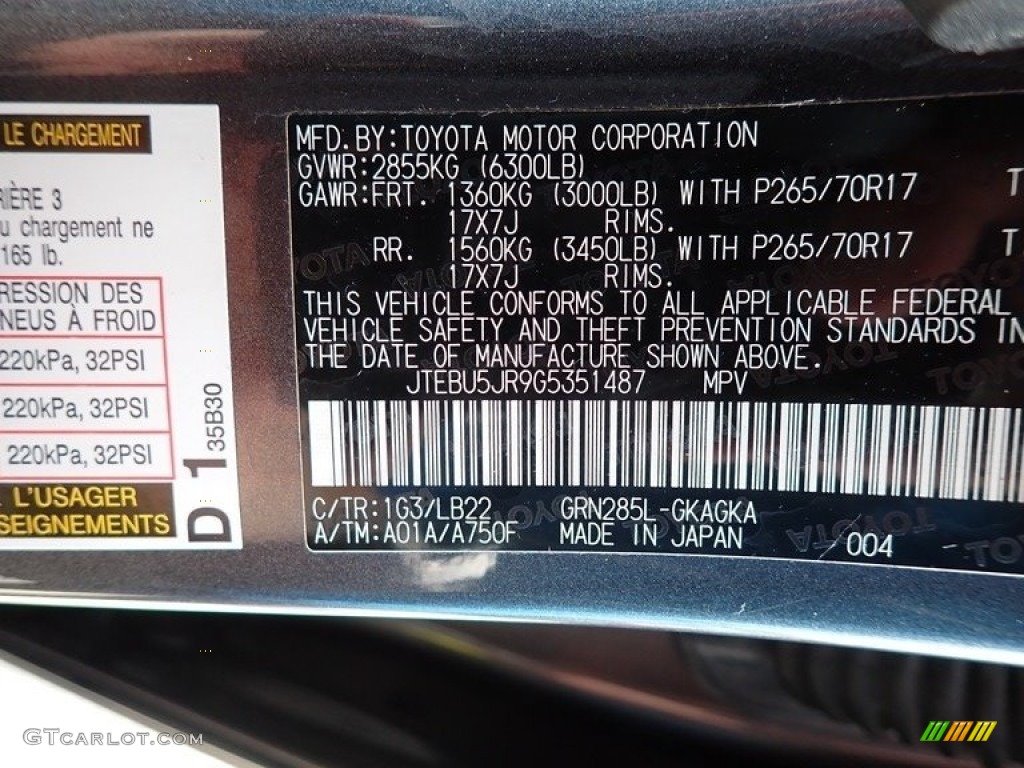 LE CHARGEMENT
RIÈRE 3
u chargement ne
165 lb.
RESSION DES
NEUS À FROID
220kPa, 32PSI
220kPa, 32PSI
220kPa, 32PSI
L'USAGER
SEIGNEMENTS
D 1 35B30
MFD.BY:TOYOTA MOTOR CORPORATION
GVWR:2855KG (6300LB)
GAWR:FRT. 1360KG (3000LB) WITH P265/70R17 T
17X7J RIMS.
RR. 1560KG (3450LB) WITH P265/70R17 T
17X7J RIMS.
THIS VEHICLE CONFORMS TO ALL APPLICABLE FEDERAL
VEHICLE SAFETY AND THEFT PREVENTION STANDARDS IN
THE DATE OF MANUFACTURE SHOWN ABOVE.
JTEBU5JR9G5351487 MPV
C/TR:1G3/LB22 GRN285L-GKAGKA
A/TM:A01A/A750F MADE IN JAPAN 004
GTCarlot.com